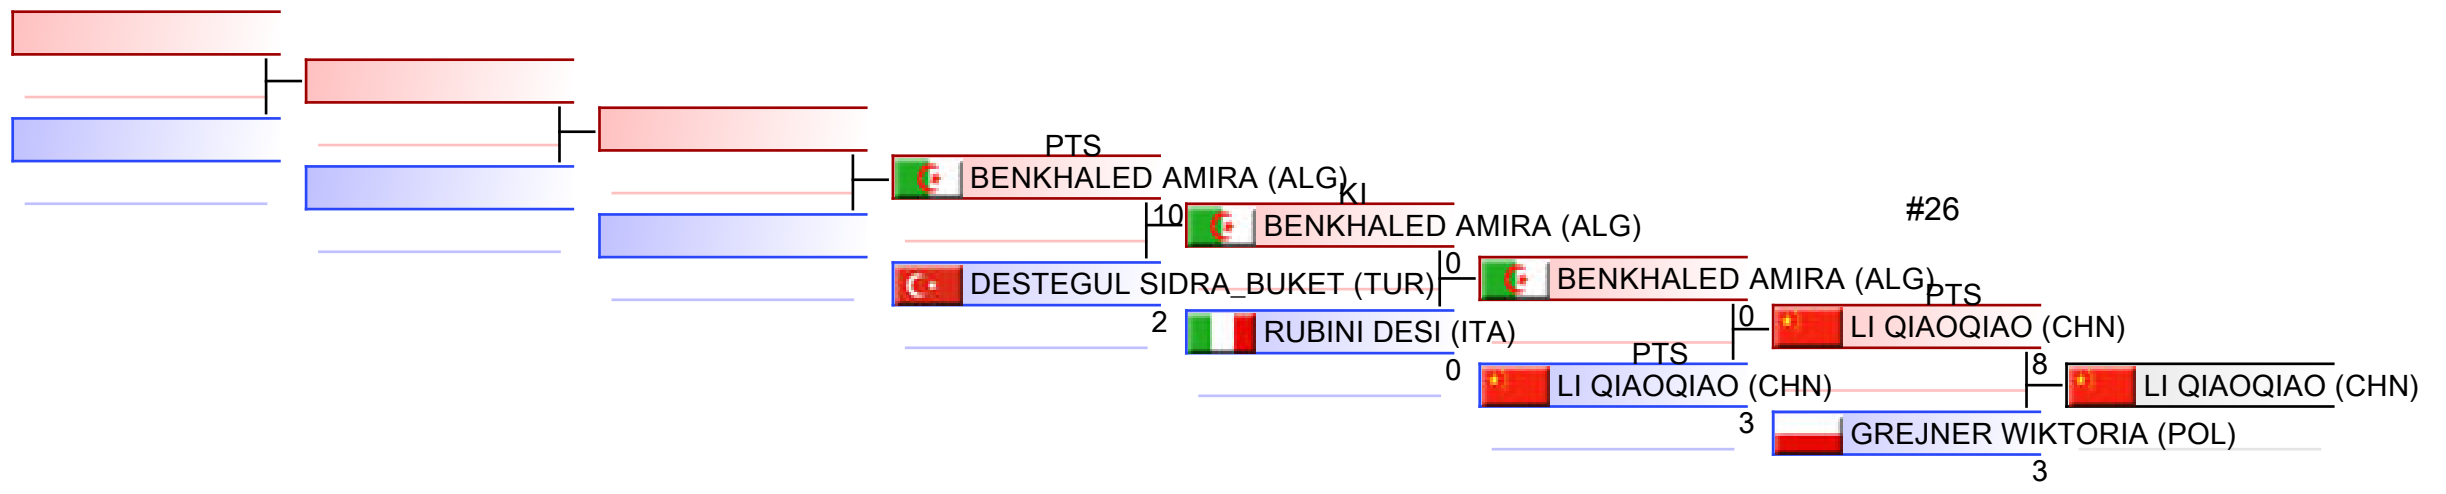 PTS
BENKHALED AMIRA (ALG)
10
DESTEGUL SIDRA_BUKET (TUR)
2
KI
BENKHALED AMIRA (ALG)
0
RUBINI DESI (ITA)
0
BENKHALED AMIRA (ALG)
0
PTS
LI QIAOQIAO (CHN)
3
#26
PTS
LI QIAOQIAO (CHN)
8
GREJNER WIKTORIA (POL)
3
LI QIAOQIAO (CHN)